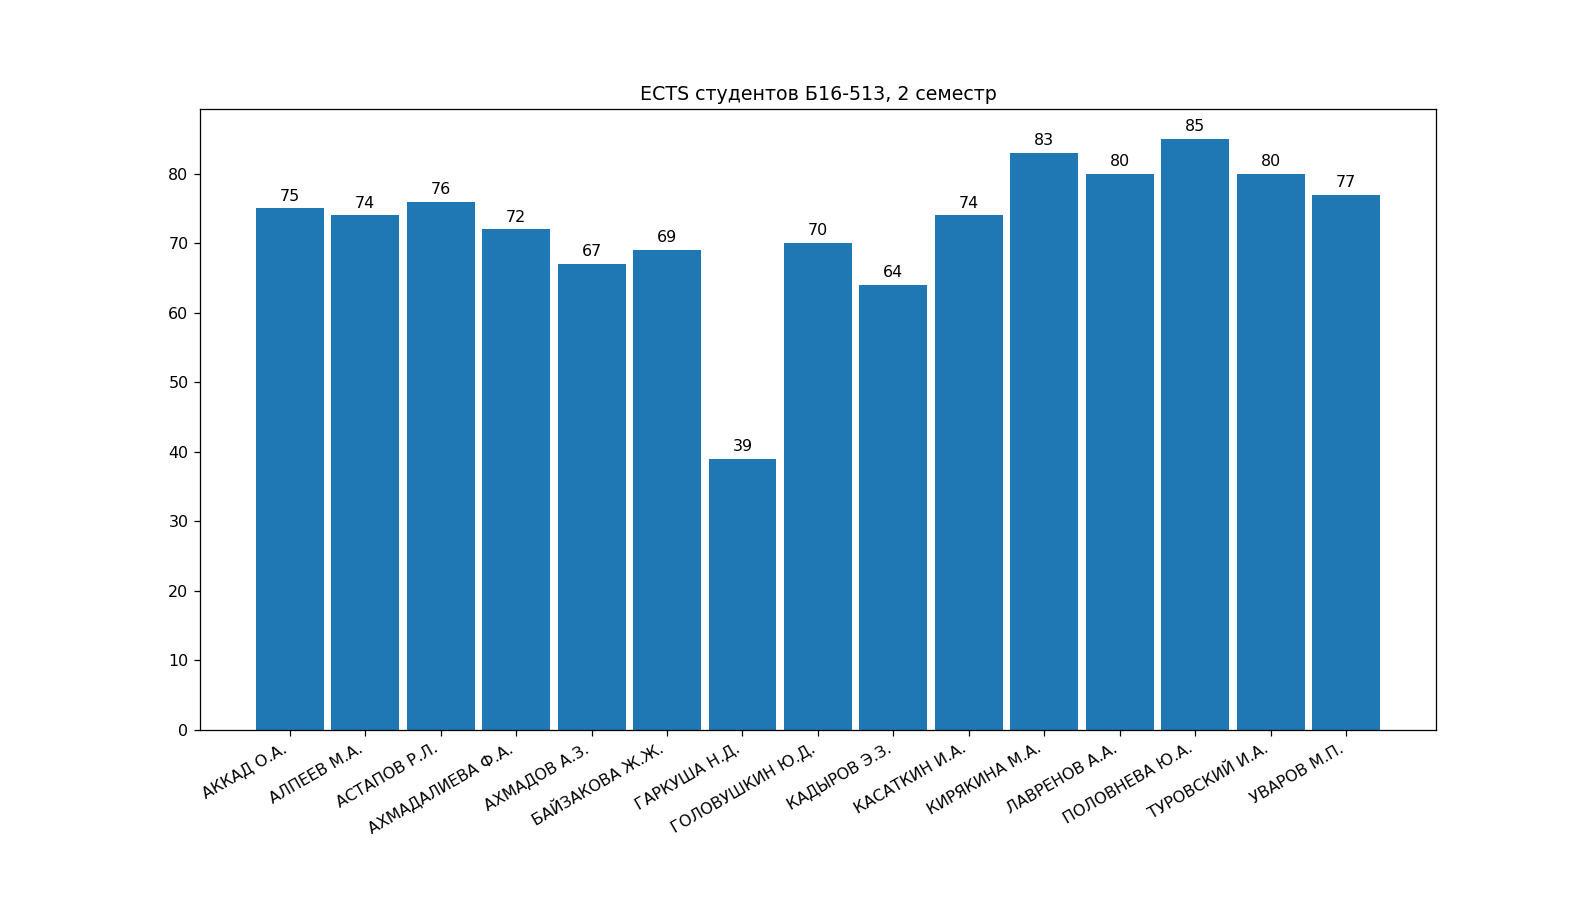 ECTS студентов Б16-513, 2 семестр
85
83
80
80
80
77
76
75
74
74
72
70
70
69
67
64
60
50
39
40
30
20
10
0
АККАД О.А.
АЛПЕЕВ М.А.
АСТАПОВ Р.Л.
АХМАДАЛИЕВА Ф.А.
АХМАДОВ А.З.
БАЙЗАКОВА Ж.Ж.
ГАРКУША Н.Д.
ГОЛОВУШКИН Ю.Д.
КАДЫРОВ Э.З.
КАСАТКИН И.А.
КИРЯКИНА М.А.
ЛАВРЕНОВ А.А.
ПОЛОВНЕВА Ю.А.
ТУРОВСКИЙ И.А.
УВАРОВ М.П.